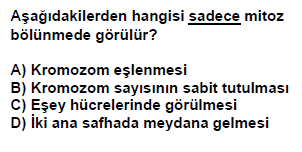 Aşağıdakilerden hangisi sadece mitoz
bölünmede görülür?
A) Kromozom eşlenmesi
B) Kromozom sayısının sabit tutulması
C) Eşey hücrelerinde görülmesi
D) İki ana safhada meydana gelmesi